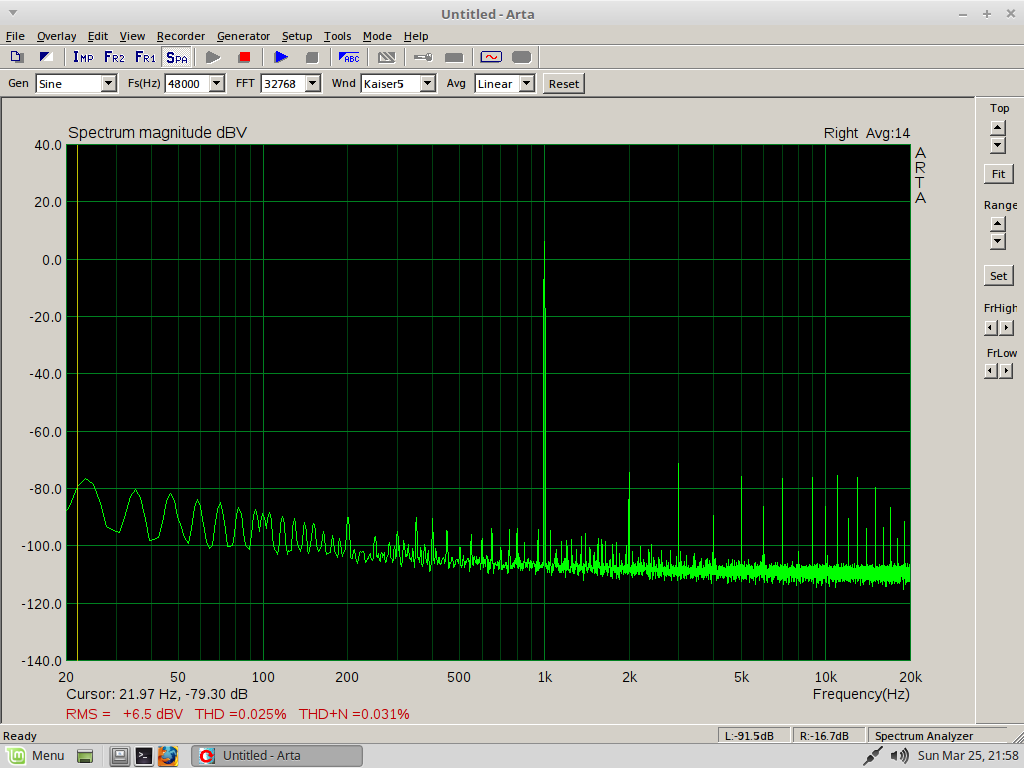 Untitled - Arta
File Overlay Edit View Recorder Generator Setup Tools Mode Help
IMP FR2 FR1 SPA ABC
Gen Sine Fs(Hz) 48000 FFT 32768 Wnd Kaiser5 Avg Linear Reset
Spectrum magnitude dBV Right Avg:14
A
R
T
A
40.0
20.0
0.0
-20.0
-40.0
-60.0
-80.0
-100.0
-120.0
-140.0
20 50 100 200 500 1k 2k 5k 10k 20k
Cursor: 21.97 Hz, -79.30 dB Frequency(Hz)
RMS = +6.5 dBV THD =0.025% THD+N =0.031%
Top
Fit
Range
Set
FrHigh
FrLow
Ready L:-91.5dB R:-16.7dB Spectrum Analyzer
Menu Untitled - Arta Sun Mar 25, 21:58